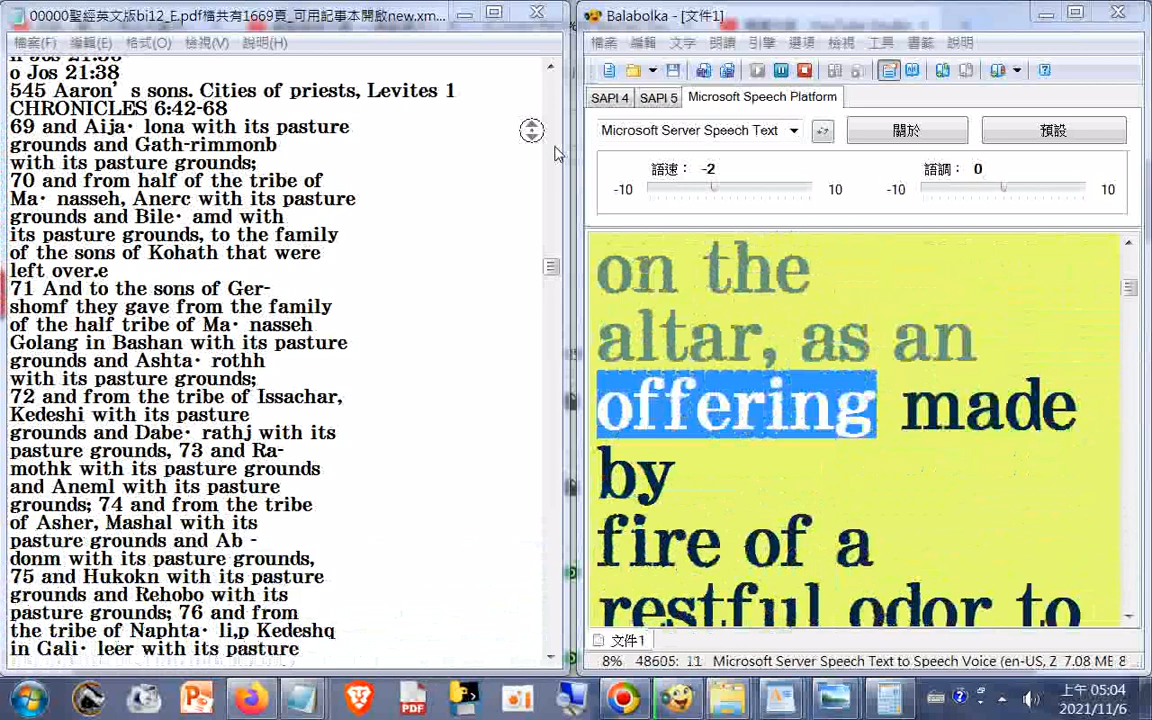 00000聖經英文版bi12_E.pdf檔共有1669頁_可用記事本開啟new.xm...
檔案(F) 編輯(E) 格式(O) 檢視(V) 說明(H)
o Jos 21:38
545 Aaron's sons. Cities of priests, Levites 1
CHRONICLES 6:42-68
69 and Aija· lona with its pasture
grounds and Gath-rimmonb
with its pasture grounds;
70 and from half of the tribe of
Ma· nasseh, Anerc with its pasture
grounds and Bile· amd with
its pasture grounds, to the family
of the sons of Kohath that were
left over.e
71 And to the sons of Ger-
shomf they gave from the family
of the half tribe of Ma· nasseh
Golang in Bashan with its pasture
grounds and Ashta· rothh
with its pasture grounds;
72 and from the tribe of Issachar,
Kedeshi with its pasture
grounds and Dabe· rathj with its
pasture grounds, 73 and Ra-
mothk with its pasture grounds
and Aneml with its pasture
grounds; 74 and from the tribe
of Asher, Mashal with its
pasture grounds and Ab -
donm with its pasture grounds,
75 and Hukokn with its pasture
grounds and Rehobo with its
pasture grounds; 76 and from
the tribe of Naphta· li,p Kedeshq
in Gali· leer with its pasture
Balabolka - [文件1]
檔案 編輯 文字 朗讀 引擎 選項 檢視 工具 書籤 說明
SAPI 4 SAPI 5 Microsoft Speech Platform
Microsoft Server Speech Text 關於 預設
語速： -2 語調： 0
-10 10 -10 10
on the
altar, as an
offering made
by
fire of a
restful odor to
文件1
8% 48605: 11 Microsoft Server Speech Text to Speech Voice (en-US, Z 7.08 MB 8
PDF
上午 05:04
2021/11/6